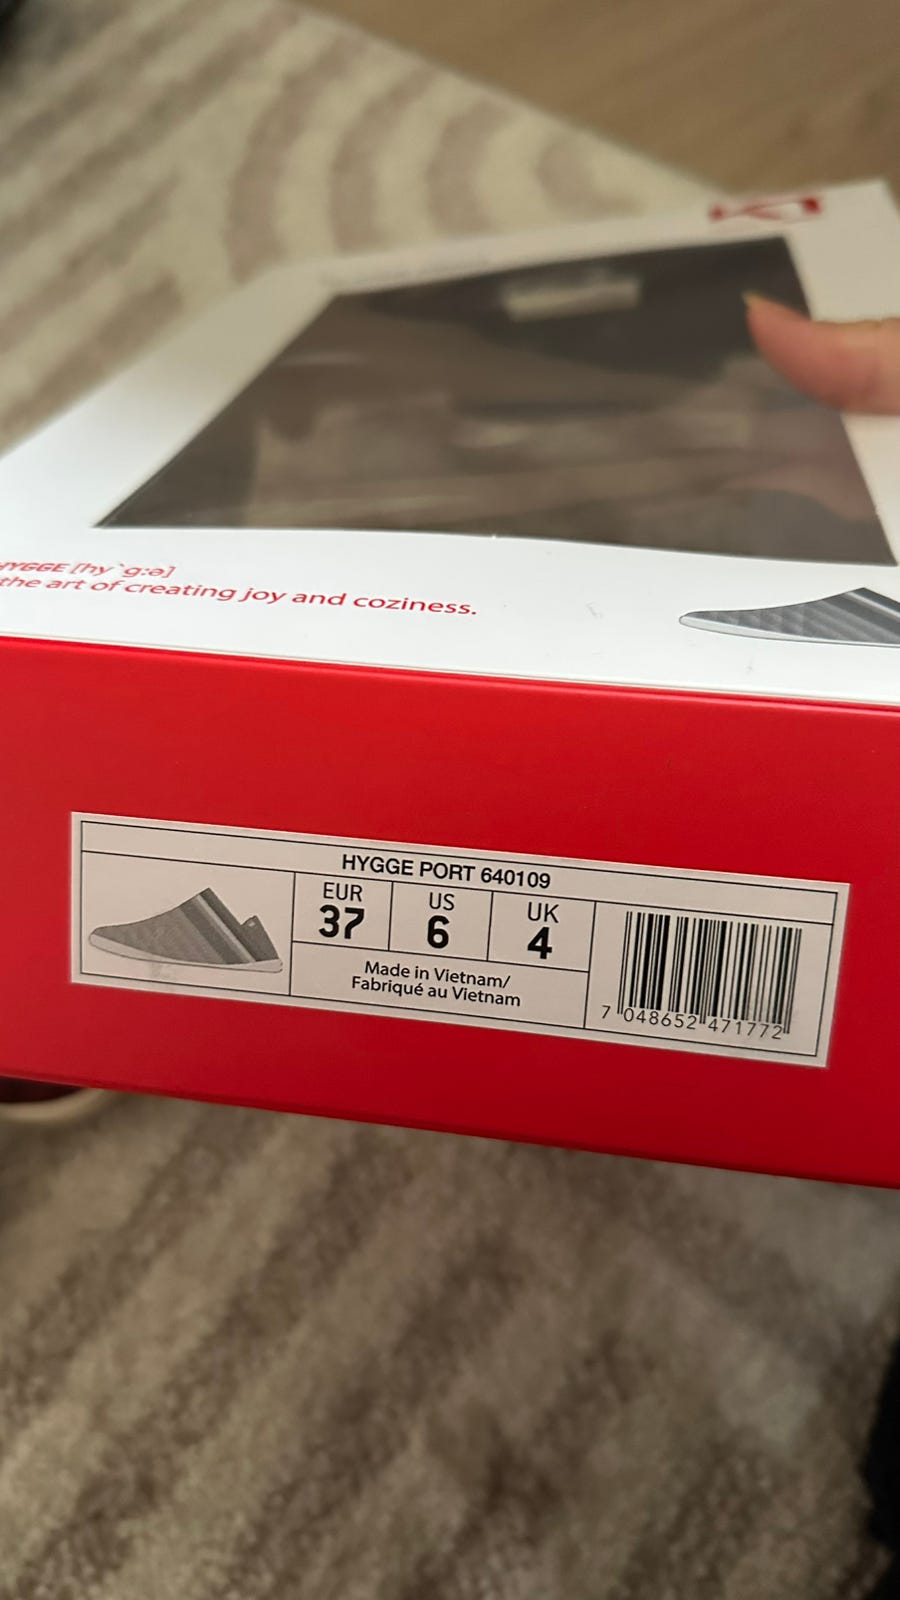 HYGGE [hy`g:ə]
the art of creating joy and coziness.
HYGGE PORT 640109
EUR
37
US
6
UK
4
Made in Vietnam/
Fabriqué au Vietnam
7 048652 471772